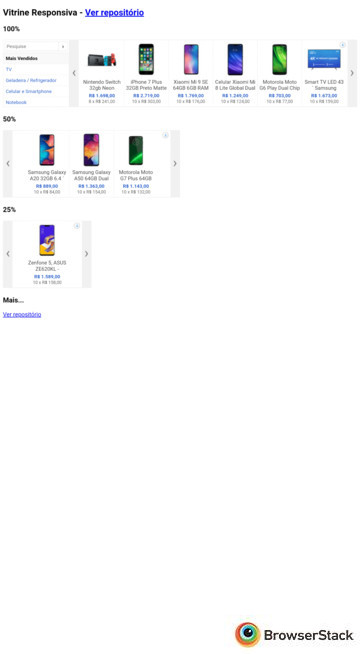 Vitrine Responsiva - Ver repositório
100%
Pesquise
Mais Vendidos
TV
Geladeira / Refrigerador
Celular e Smartphone
Notebook
Nintendo Switch 32gb Neon
R$ 1.698,00
iPhone 7 Plus 32GB Preto Matte
R$ 2.719,00
10 x R$ 303,00
Xiaomi Mi 9 SE 64GB 6GB RAM
R$ 1.799,00
10 x R$ 176,00
Celular Xiaomi Mi 8 Lite Global Dual
R$ 1.249,00
10 x R$ 124,00
Motorola Moto G6 Play Dual Chip
R$ 703,00
10 x R$ 77,00
Smart TV LED 43 Samsung
R$ 1.673,00
10 x R$ 159,00
50%
Samsung Galaxy A20 32GB 6.4
R$ 889,00
10 x R$ 84,00
Samsung Galaxy A50 64GB Dual
R$ 1.363,00
10 x R$ 154,00
Motorola Moto G7 Plus 64GB
R$ 1.143,00
10 x R$ 132,00
25%
Zenfone 5, ASUS ZE620KL -
R$ 1.589,00
10 x R$ 158,00
Mais...
Ver repositório
BrowserStack